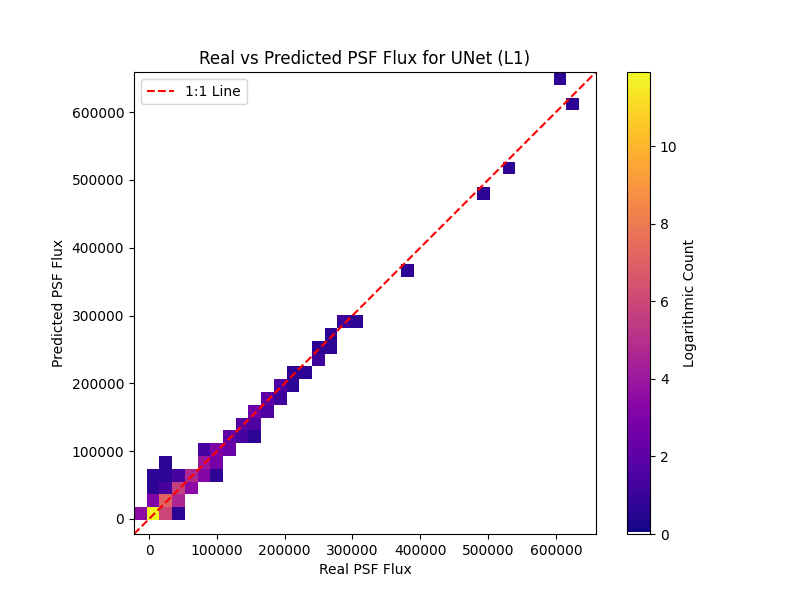 Real vs Predicted PSF Flux for UNet (L1)
1:1 Line
Predicted PSF Flux
600000
500000
400000
300000
200000
100000
0
0 100000 200000 300000 400000 500000 600000
Real PSF Flux
10
8
6
4
2
0
Logarithmic Count